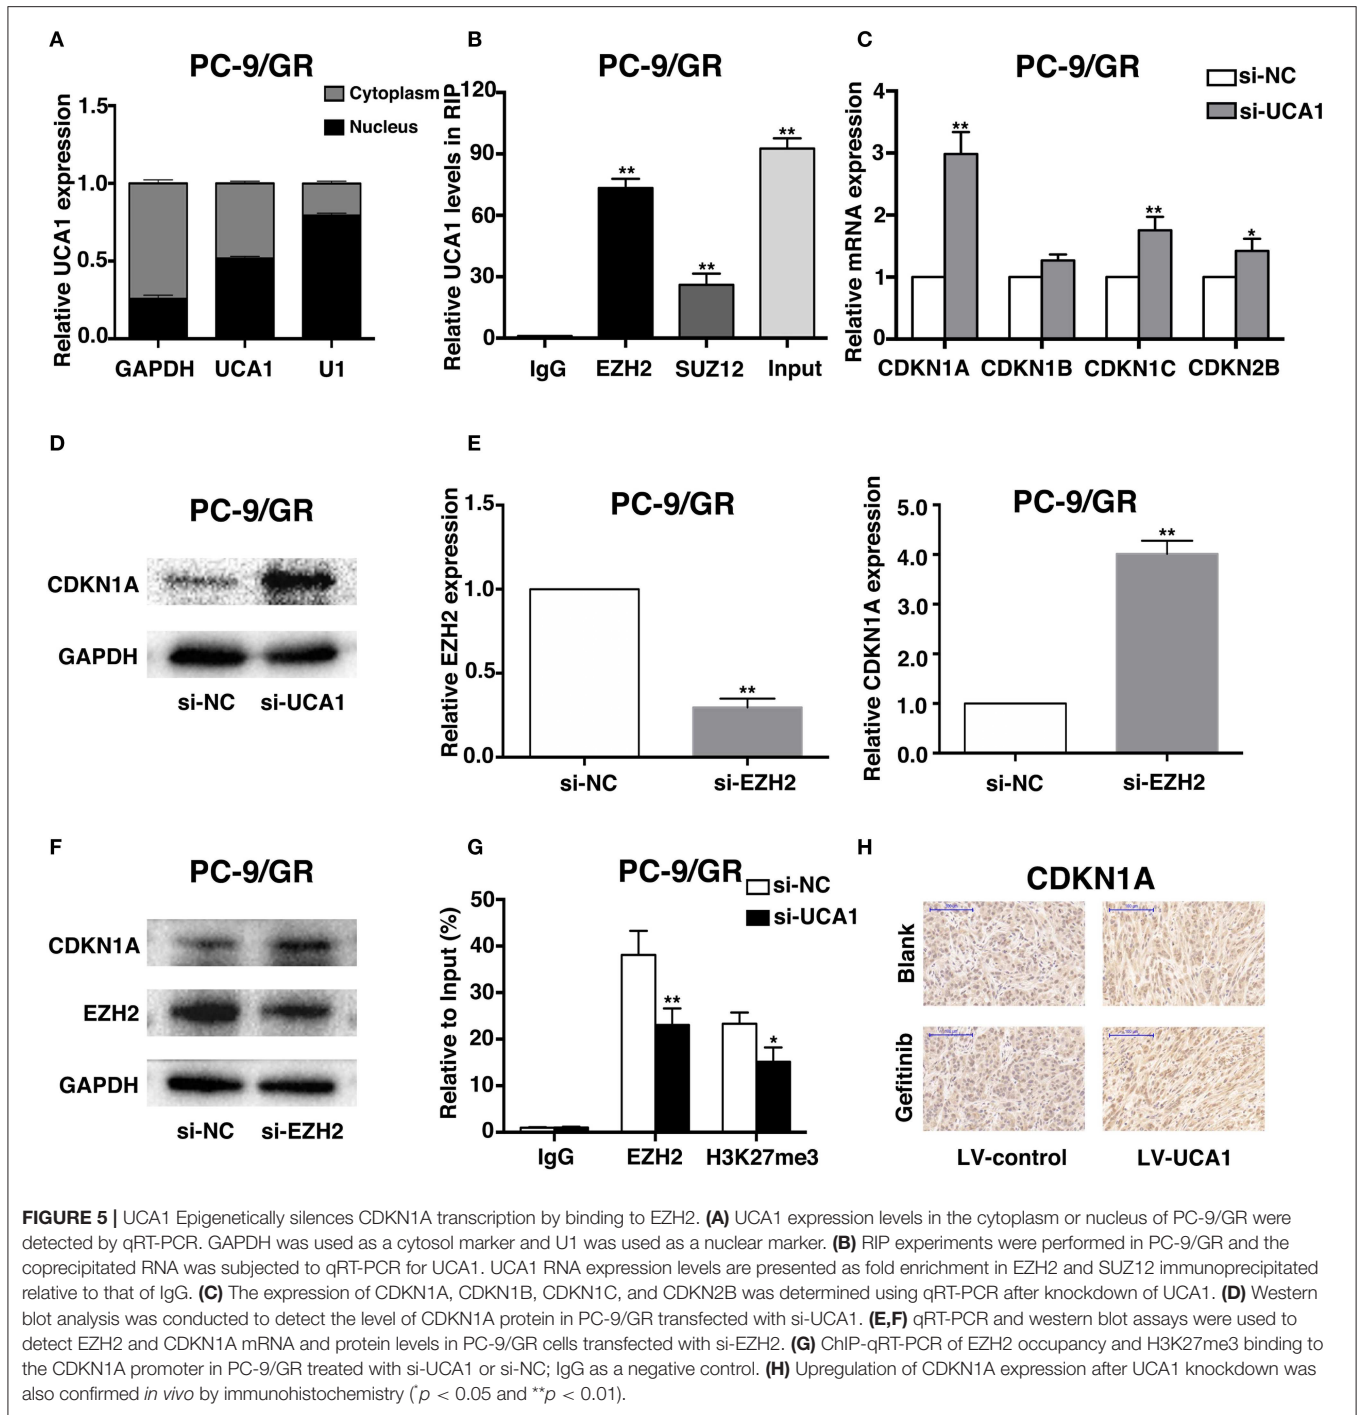 A
PC-9/GR
Cytoplasm
Nucleus
Relative UCA1 expression
1.5
1.0
0.5
0.0
GAPDH UCA1 U1
B
PC-9/GR
Relative UCA1 levels in RIP
120
90
60
30
0
**
**
**
IgG EZH2 SUZ12 Input
C
PC-9/GR
si-NC
si-UCA1
Relative mRNA expression
4
3
2
1
0
**
**
*
CDKN1A CDKN1B CDKN1C CDKN2B
D
PC-9/GR
CDKN1A
GAPDH
si-NC si-UCA1
E
PC-9/GR
Relative EZH2 expression
1.5
1.0
0.5
0.0
**
si-NC si-EZH2
PC-9/GR
Relative CDKN1A expression
5.0
4.0
3.0
2.0
1.0
0.0
**
si-NC si-EZH2
F
PC-9/GR
CDKN1A
EZH2
GAPDH
si-NC si-EZH2
G
PC-9/GR
si-NC
si-UCA1
Relative to Input (%)
50
40
30
20
10
0
**
*
IgG EZH2 H3K27me3
H
CDKN1A
Blank
Gefitinib
LV-control LV-UCA1
FIGURE 5 | UCA1 Epigenetically silences CDKN1A transcription by binding to EZH2. (A) UCA1 expression levels in the cytoplasm or nucleus of PC-9/GR were
detected by qRT-PCR. GAPDH was used as a cytosol marker and U1 was used as a nuclear marker. (B) RIP experiments were performed in PC-9/GR and the
coprecipitated RNA was subjected to qRT-PCR for UCA1. UCA1 RNA expression levels are presented as fold enrichment in EZH2 and SUZ12 immunoprecipitated
relative to that of IgG. (C) The expression of CDKN1A, CDKN1B, CDKN1C, and CDKN2B was determined using qRT-PCR after knockdown of UCA1. (D) Western
blot analysis was conducted to detect the level of CDKN1A protein in PC-9/GR transfected with si-UCA1. (E,F) qRT-PCR and western blot assays were used to
detect EZH2 and CDKN1A mRNA and protein levels in PC-9/GR cells transfected with si-EZH2. (G) ChIP-qRT-PCR of EZH2 occupancy and H3K27me3 binding to
the CDKN1A promoter in PC-9/GR treated with si-UCA1 or si-NC; IgG as a negative control. (H) Upregulation of CDKN1A expression after UCA1 knockdown was
also confirmed in vivo by immunohistochemistry (*p < 0.05 and **p < 0.01).